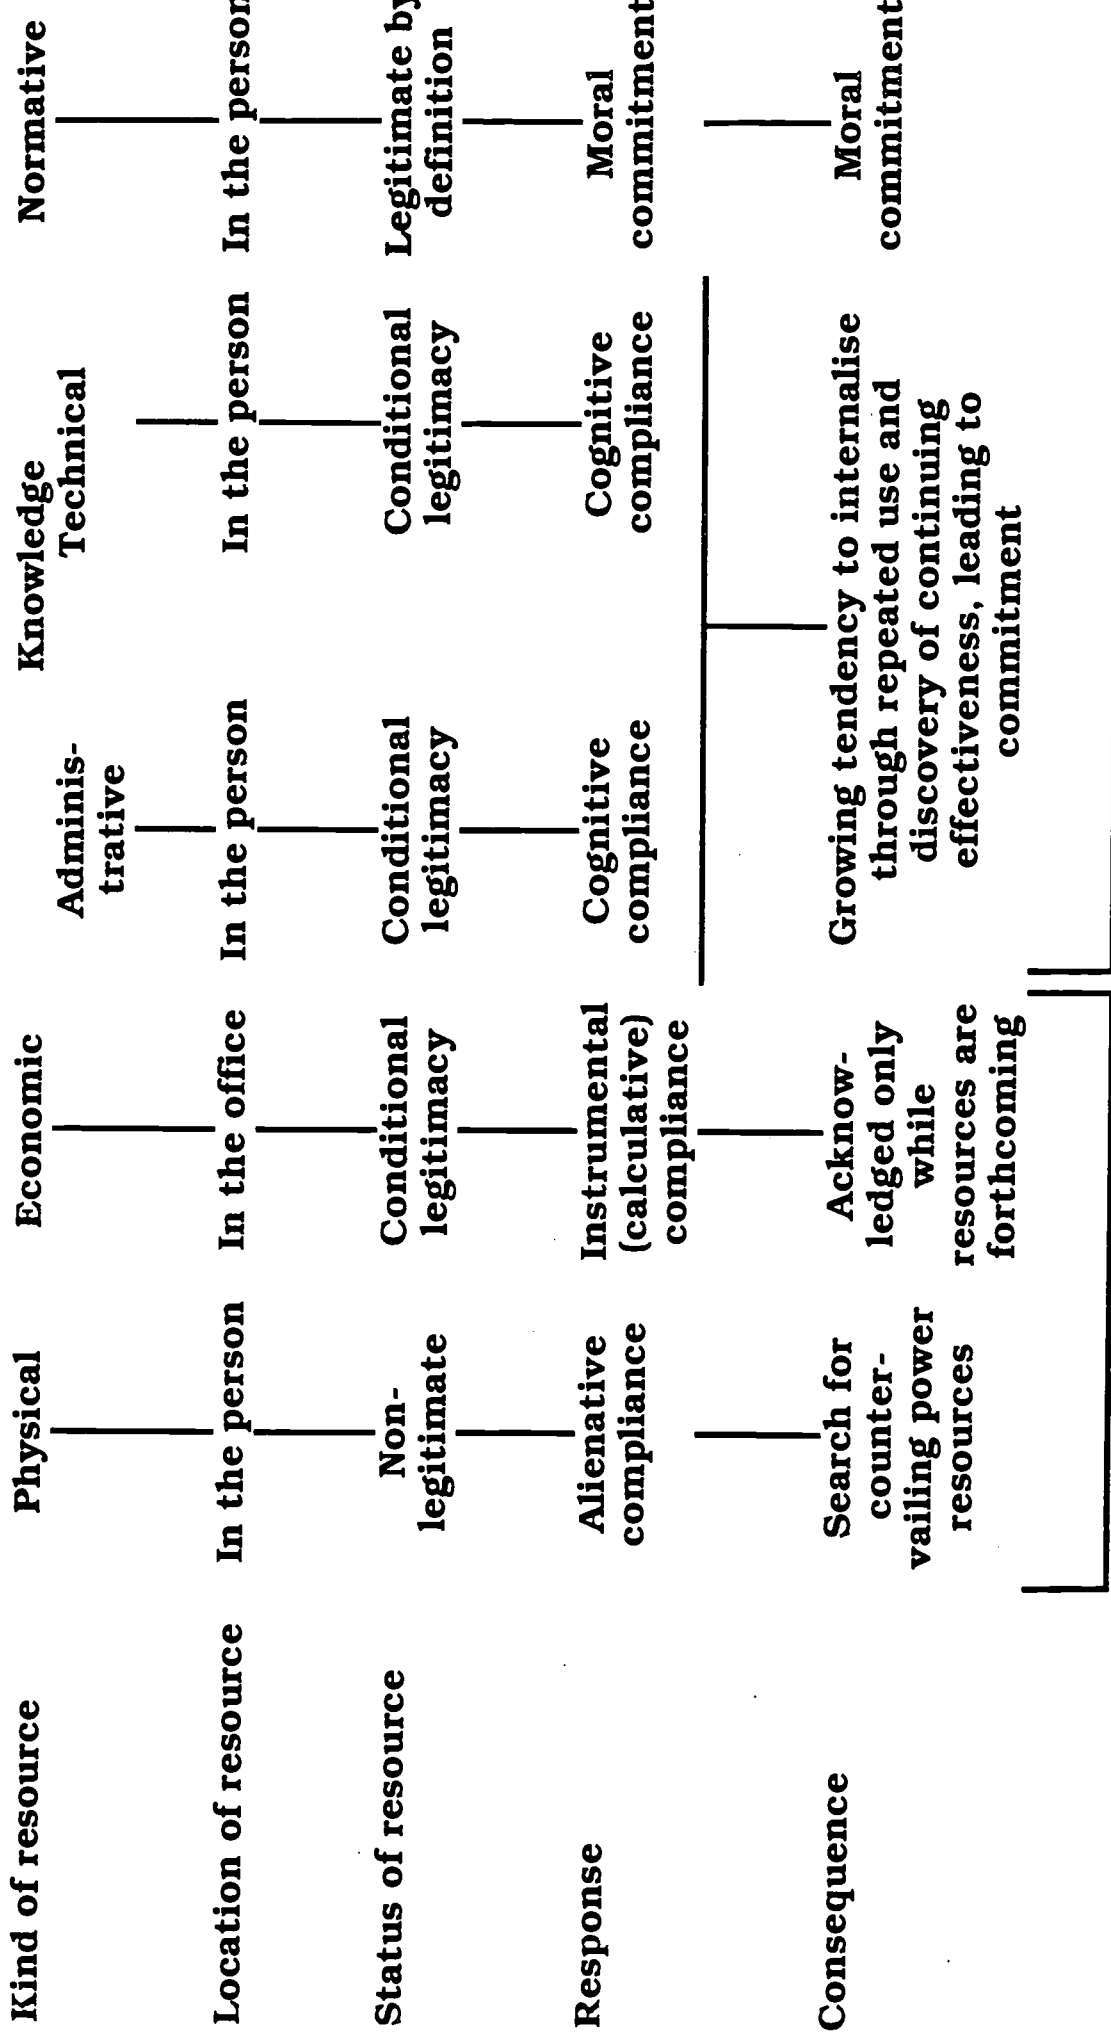 Kind of resource
Physical
Economic
Knowledge
Adminis-
trative
Technical
Normative
Location of resource
In the person
In the office
In the person
In the person
In the person
Status of resource
Non-
legitimate
Conditional
legitimacy
Conditional
legitimacy
Conditional
legitimacy
Legitimate by
definition
Response
Alienative
compliance
Instrumental
(calculative)
compliance
Cognitive
compliance
Cognitive
compliance
Moral
commitment
Consequence
Search for
counter-
vailing power
resources
Acknow-
ledged only
while
resources are
forthcoming
Growing tendency to internalise
through repeated use and
discovery of continuing
effectiveness, leading to
commitment
Moral
commitment